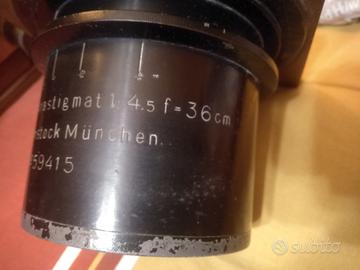 astigmat 1:4.5 f=36cm
stock München.
59415
subito